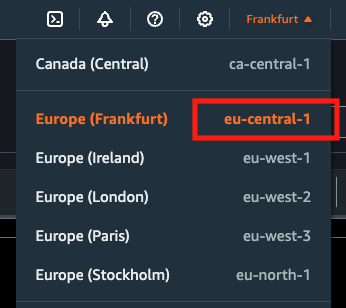 Frankfurt
Canada (Central) ca-central-1
Europe (Frankfurt) eu-central-1
Europe (Ireland) eu-west-1
Europe (London) eu-west-2
Europe (Paris) eu-west-3
Europe (Stockholm) eu-north-1